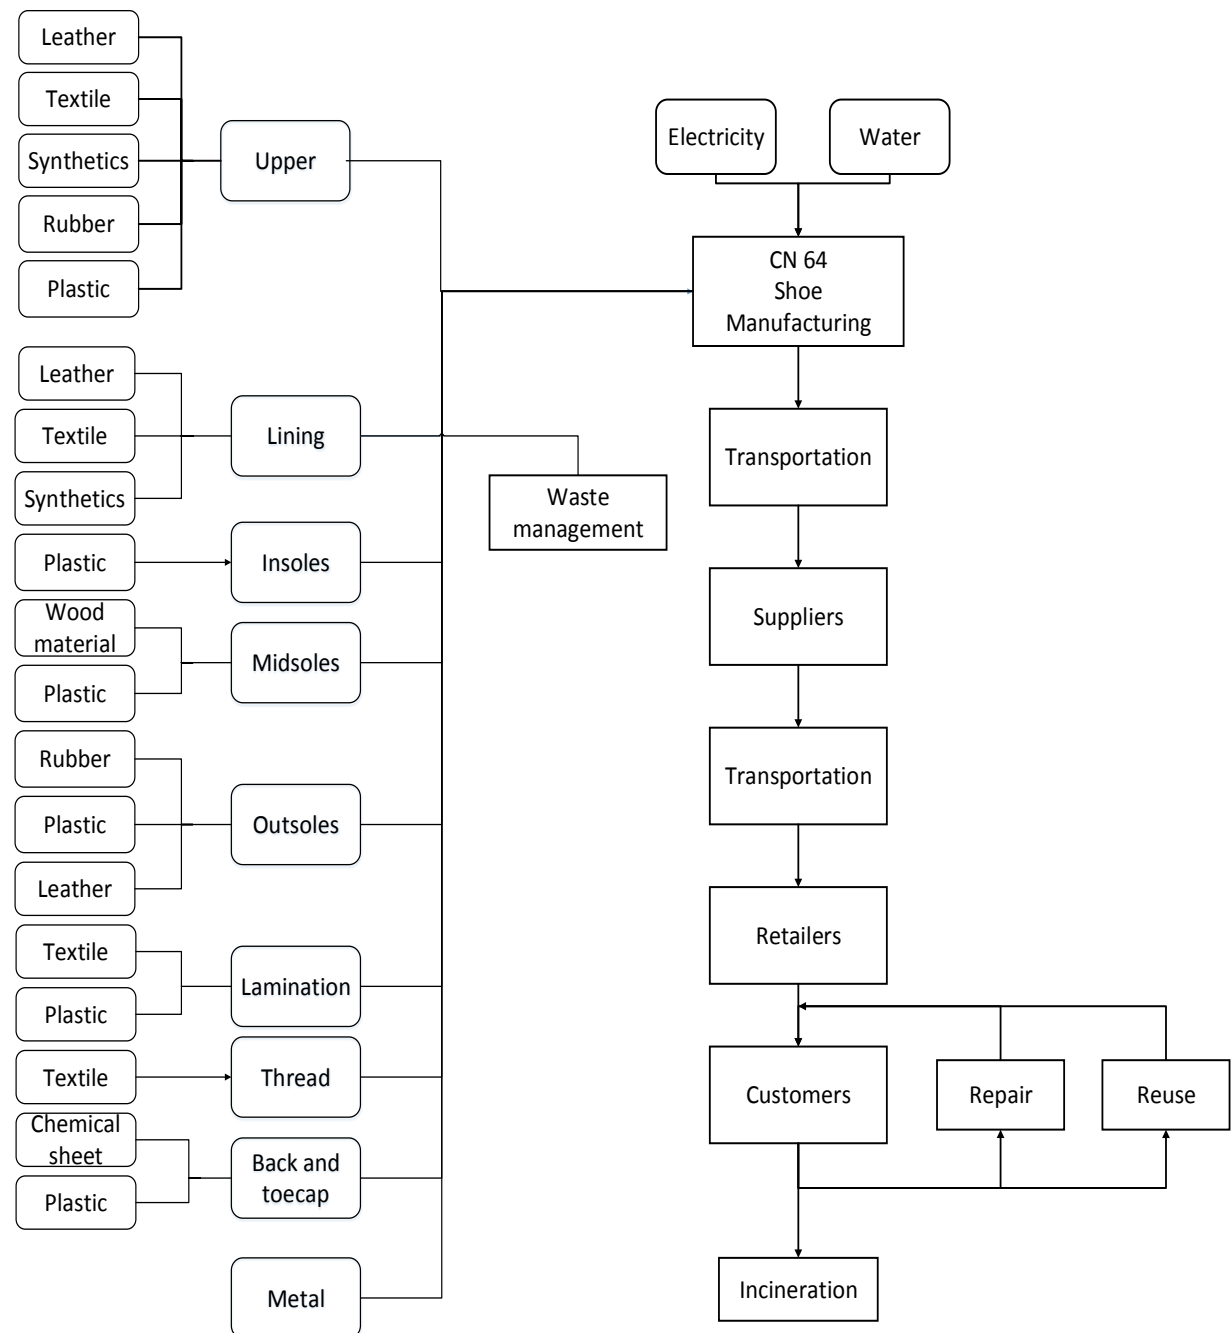 Leather
Textile
Synthetics
Rubber
Plastic
Upper
Leather
Textile
Synthetics
Lining
Plastic
Insoles
Wood
material
Plastic
Midsoles
Rubber
Plastic
Leather
Outsoles
Textile
Plastic
Lamination
Textile
Thread
Chemical
sheet
Plastic
Back and
toecap
Metal
Waste
management
Electricity
Water
CN 64
Shoe
Manufacturing
Transportation
Suppliers
Transportation
Retailers
Customers
Repair
Reuse
Incineration